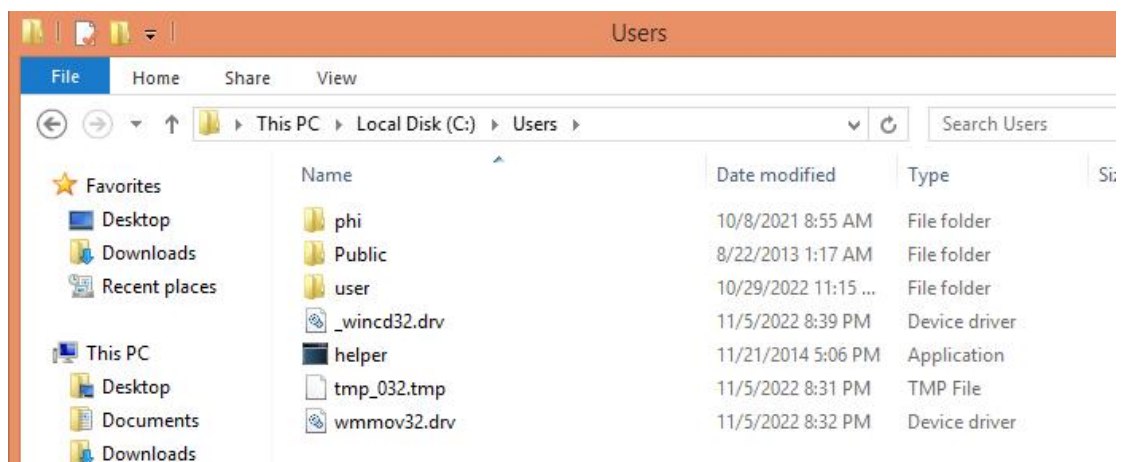 Users
File Home Share View
This PC Local Disk (C:) Users Search Users
Name Date modified Type Si
Favorites
Desktop
Downloads
Recent places
This PC
Desktop
Documents
Downloads
phi 10/8/2021 8:55 AM File folder
Public 8/22/2013 1:17 AM File folder
user 10/29/2022 11:15 ... File folder
_wincd32.drv 11/5/2022 8:39 PM Device driver
helper 11/21/2014 5:06 PM Application
tmp_032.tmp 11/5/2022 8:31 PM TMP File
wmmov32.drv 11/5/2022 8:32 PM Device driver